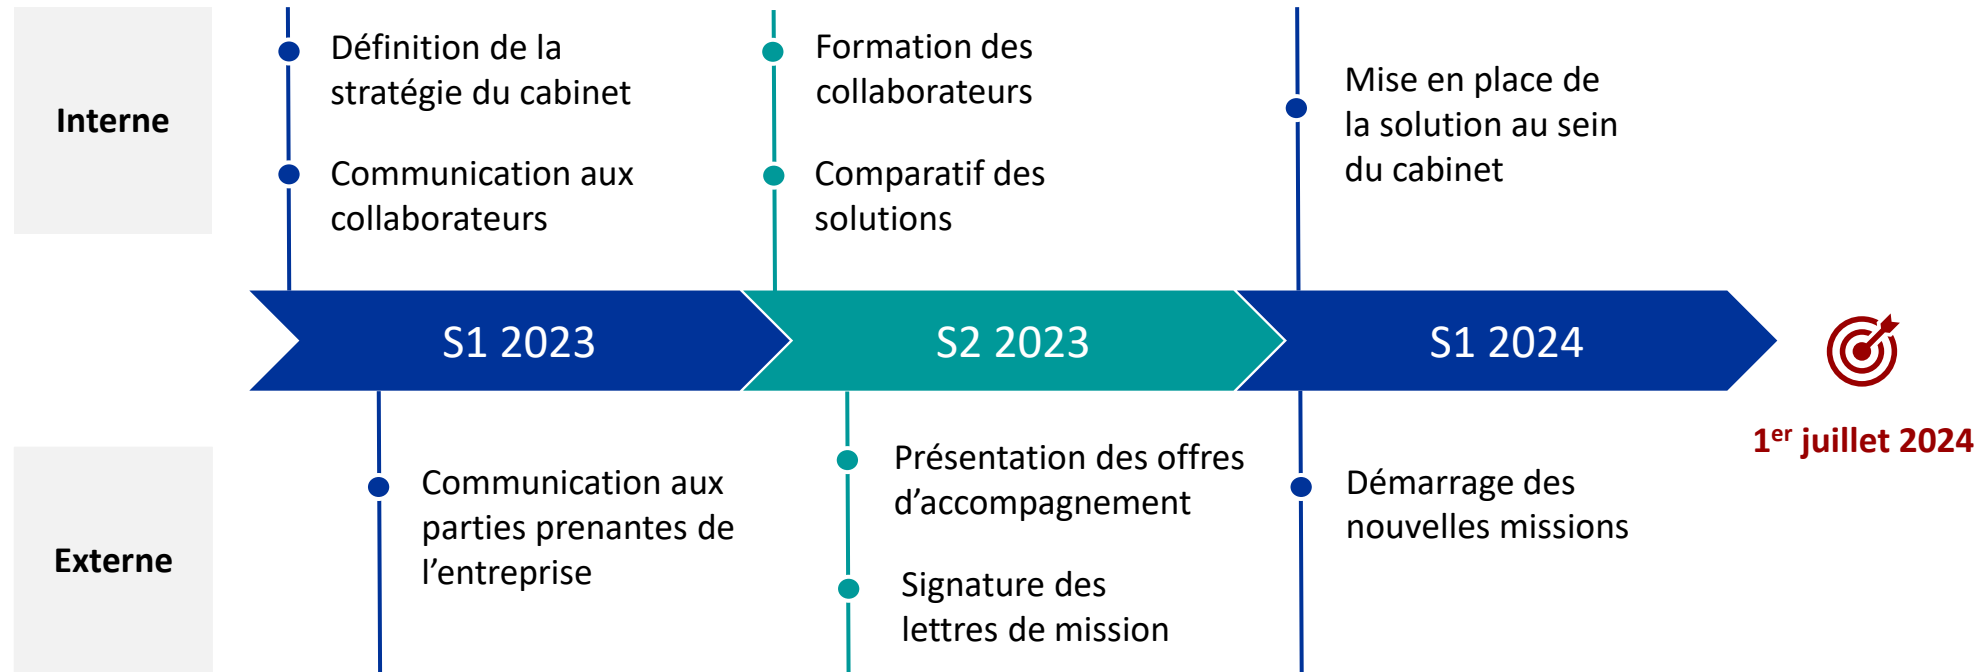 Interne
Définition de la
stratégie du cabinet
Communication aux
collaborateurs
Formation des
collaborateurs
Comparatif des
solutions
Mise en place de
la solution au sein
du cabinet
S1 2023
S2 2023
S1 2024
1er juillet 2024
Externe
Communication aux
parties prenantes de
l’entreprise
Présentation des offres
d’accompagnement
Signature des
lettres de mission
Démarrage des
nouvelles missions